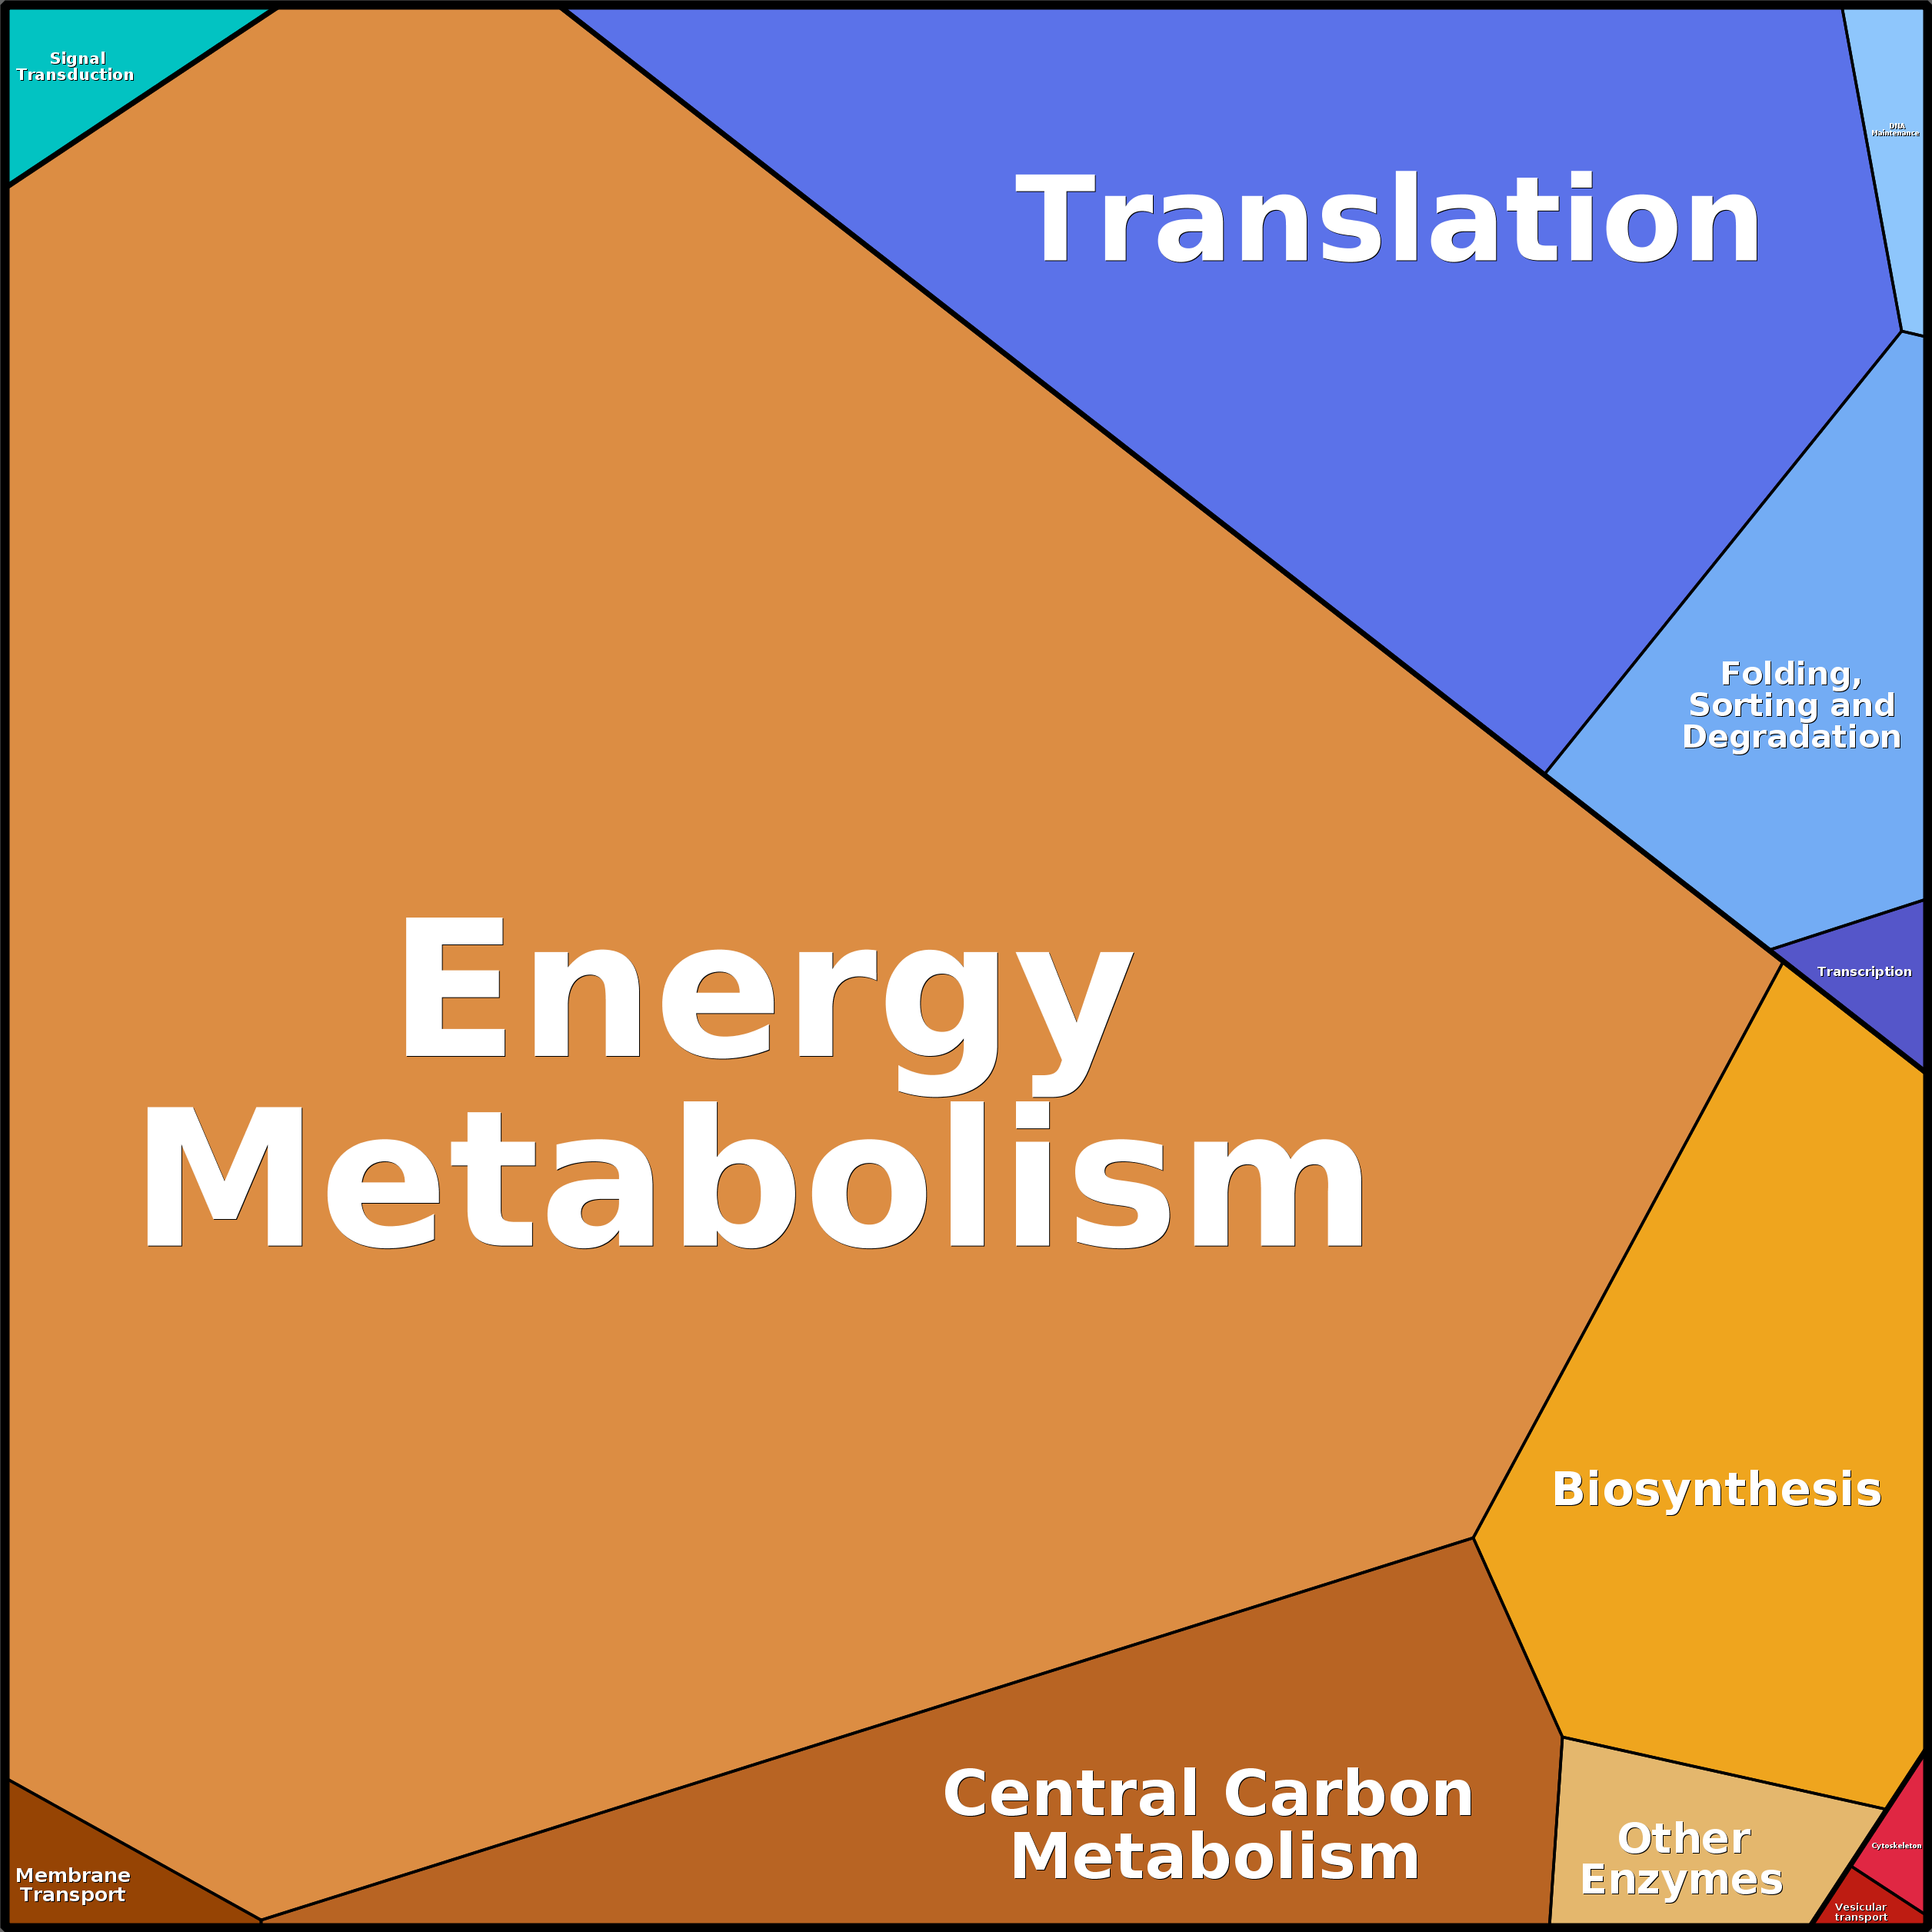 Signal
Transduction
Translation
DNA
Maintenance
Folding,
Sorting and
Degradation
Transcription
Energy
Metabolism
Biosynthesis
Central Carbon
Metabolism
Other
Enzymes
Cytoskeleton
Membrane
Transport
Vesicular
transport